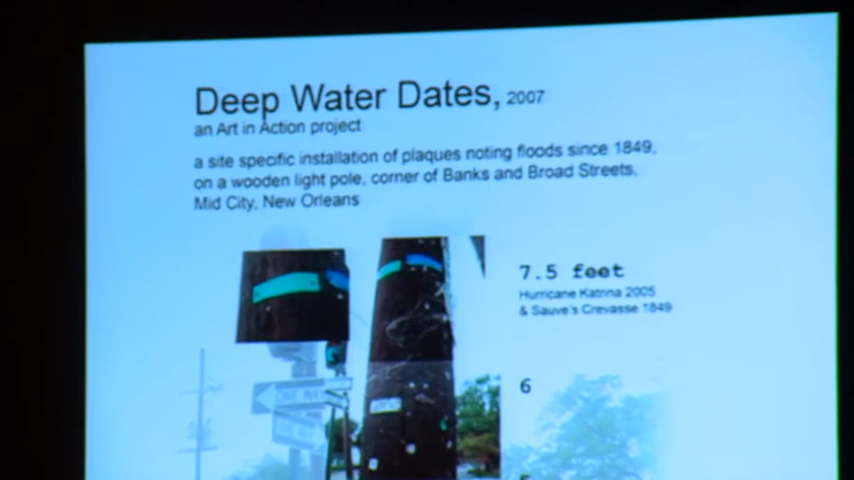 Deep Water Dates, 2007
an Art in Action project
a site specific installation of plaques noting floods since 1849,
on a wooden light pole, corner of Banks and Broad Streets,
Mid City, New Orleans
7.5 feet
Hurricane Katrina 2005
& Sauve's Crevasse 1849
ONE WAY
6